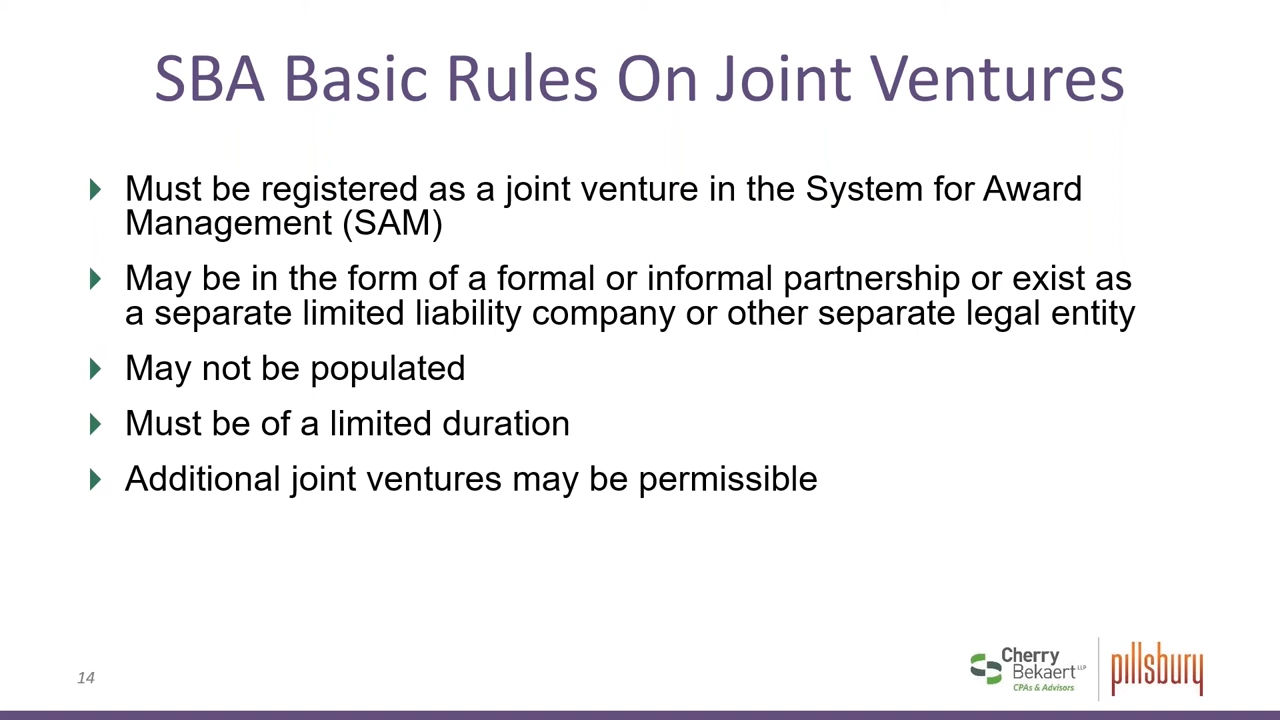 SBA Basic Rules On Joint Ventures
Must be registered as a joint venture in the System for Award
Management (SAM)
May be in the form of a formal or informal partnership or exist as
a separate limited liability company or other separate legal entity
May not be populated
Must be of a limited duration
Additional joint ventures may be permissible
14
Cherry
Bekaert LLP
CPAs & Advisors
pillsbury